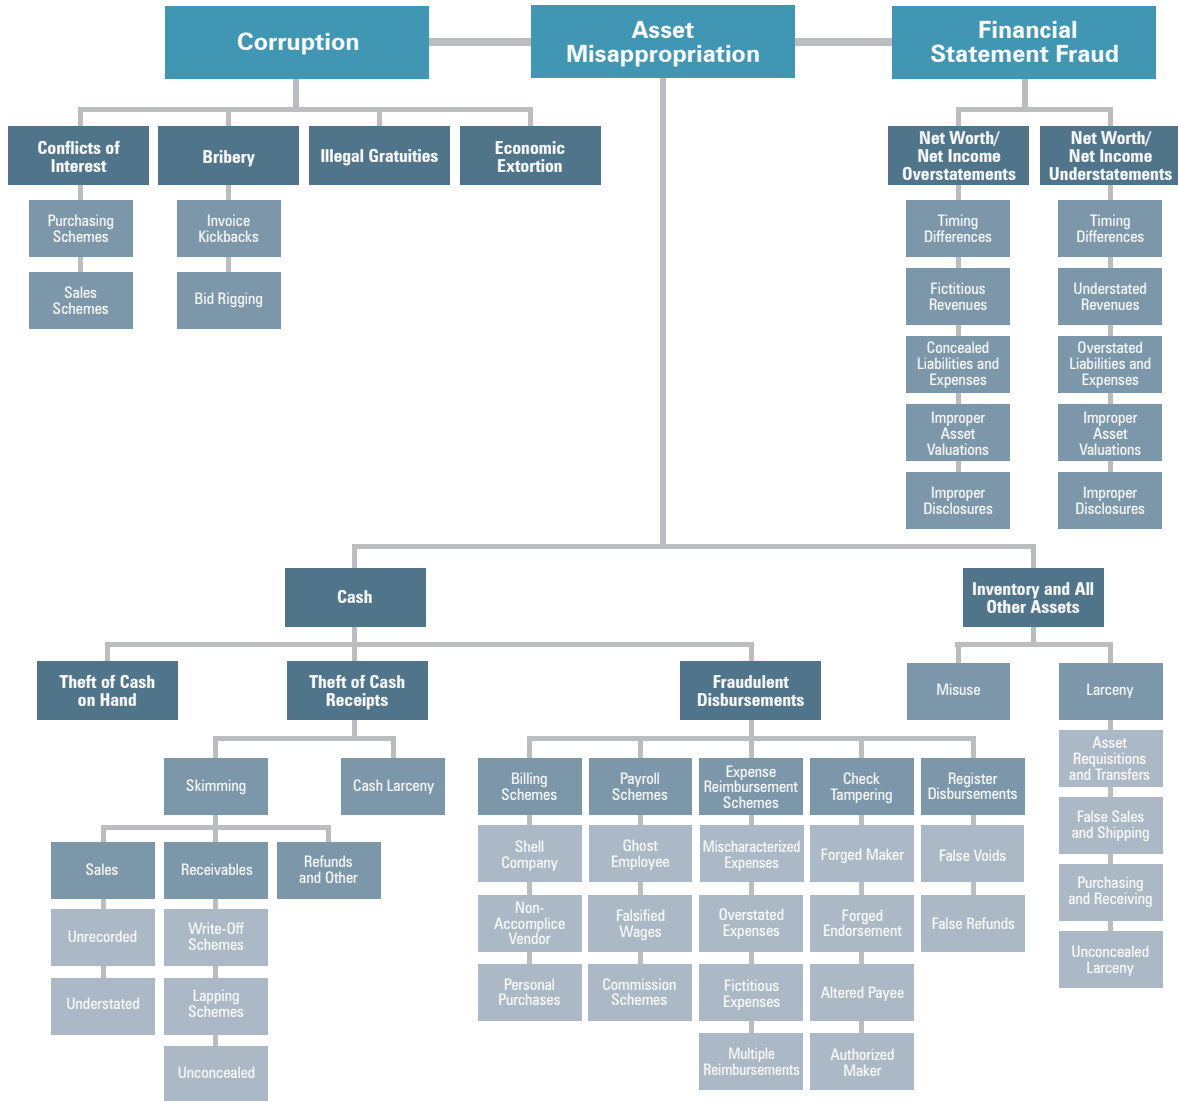 Corruption
Asset
Misappropriation
Financial
Statement Fraud
Conflicts of
Interest
Bribery
Illegal Gratuities
Economic
Extortion
Net Worth/
Net Income
Overstatements
Net Worth/
Net Income
Understatements
Purchasing
Schemes
Sales
Schemes
Invoice
Kickbacks
Bid Rigging
Timing
Differences
Fictitious
Revenues
Concealed
Liabilities and
Expenses
Improper
Asset
Valuations
Improper
Disclosures
Timing
Differences
Understated
Revenues
Overstated
Liabilities and
Expenses
Improper
Asset
Valuations
Improper
Disclosures
Cash
Inventory and All
Other Assets
Theft of Cash
on Hand
Theft of Cash
Receipts
Fraudulent
Disbursements
Misuse
Larceny
Asset
Requisitions
and Transfers
False Sales
and Shipping
Purchasing
and Receiving
Unconcealed
Larceny
Skimming
Cash Larceny
Sales
Unrecorded
Understated
Receivables
Write-Off
Schemes
Lapping
Schemes
Unconcealed
Refunds
and Other
Billing
Schemes
Shell
Company
Non-
Accomplice
Vendor
Personal
Purchases
Payroll
Schemes
Ghost
Employee
Falsified
Wages
Commission
Schemes
Expense
Reimbursement
Schemes
Mischaracterized
Expenses
Overstated
Expenses
Fictitious
Expenses
Multiple
Reimbursements
Check
Tampering
Forged Maker
Forged
Endorsement
Altered Payee
Authorized
Maker
Register
Disbursements
False Voids
False Refunds